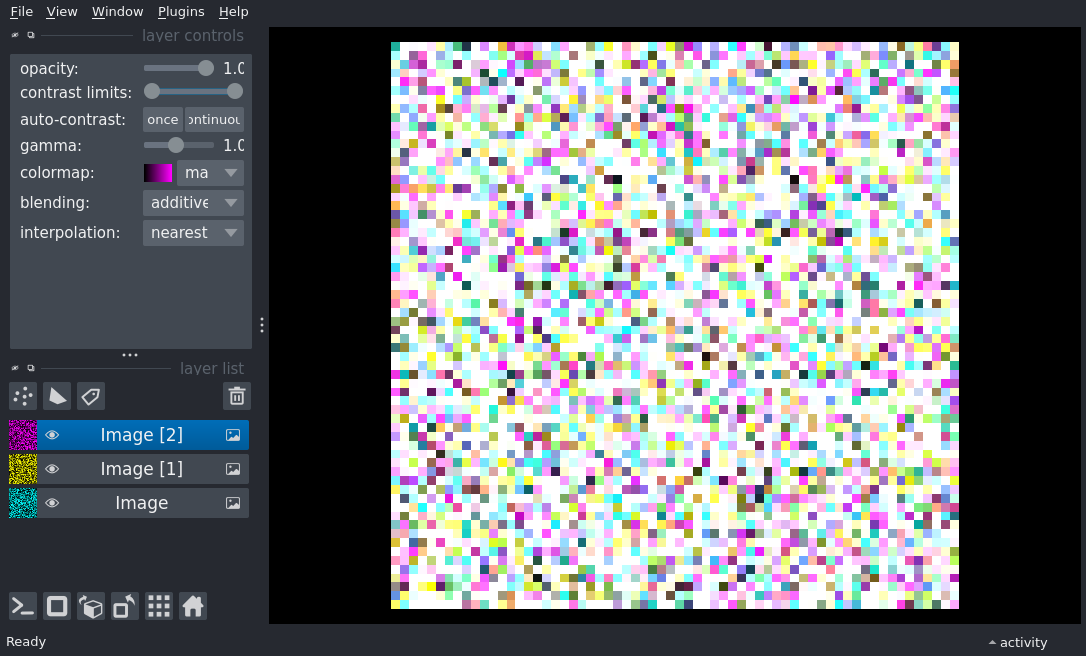 File View Window Plugins Help
layer controls
opacity: 1.0
contrast limits:
auto-contrast: once ontinuou
gamma: 1.0
colormap: ma
blending: additive
interpolation: nearest
layer list
Image [2]
Image [1]
Image
Ready
activity